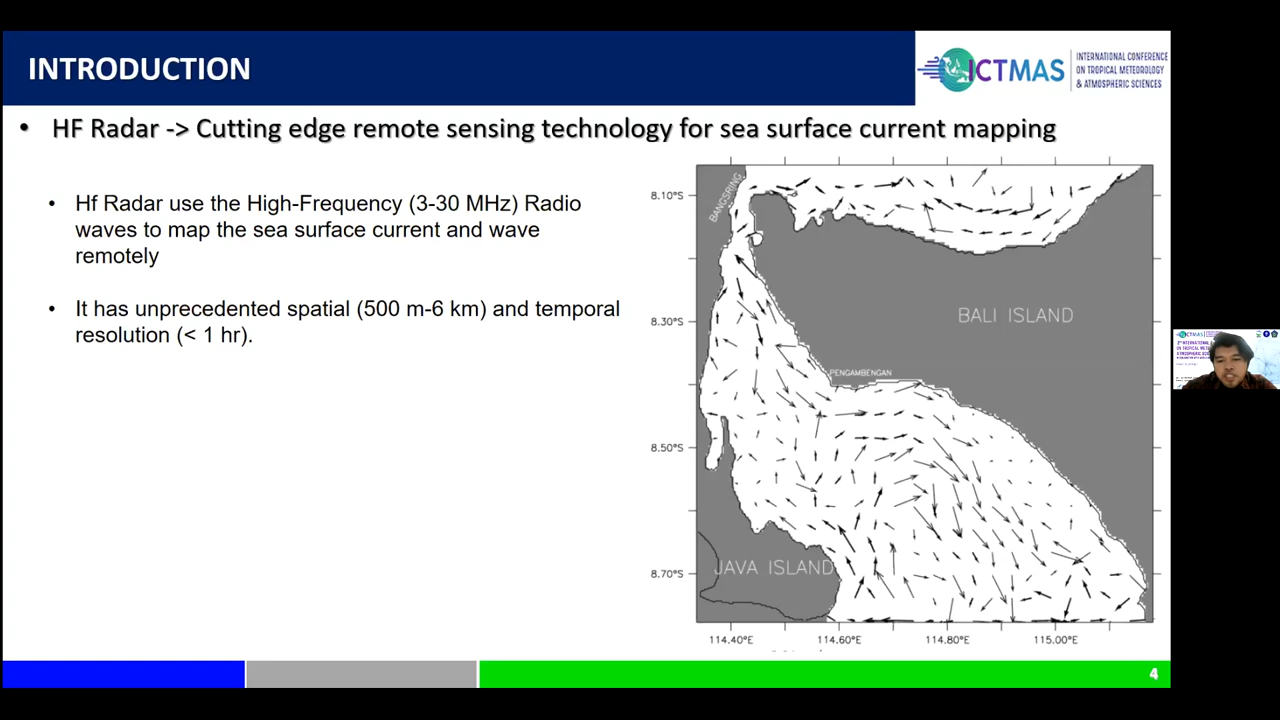 INTRODUCTION
ICTMAS
INTERNATIONAL CONFERENCE
ON TROPICAL METEOROLOGY
& ATMOSPHERIC SCIENCES
• HF Radar -> Cutting edge remote sensing technology for sea surface current mapping
• Hf Radar use the High-Frequency (3-30 MHz) Radio
waves to map the sea surface current and wave
remotely
• It has unprecedented spatial (500 m-6 km) and temporal
resolution (< 1 hr).
8.10°S
8.30°S
8.50°S
8.70°S
BANGSRING
BALI ISLAND
PENGAMBENGAN
JAVA ISLAND
114.40°E
114.60°E
114.80°E
115.00°E
4
ICTMAS